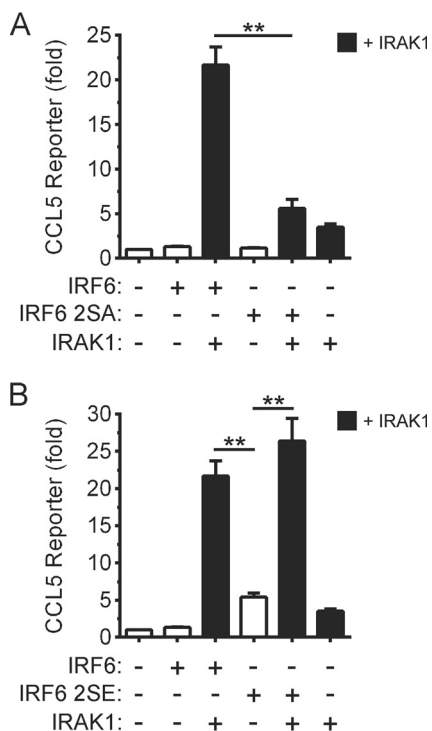 A
25
20
15
10
5
0
CCL5 Reporter (fold)
**
+ IRAK1
IRF6: - + + - - -
IRF6 2SA: - - - + + -
IRAK1: - - + - + +
B
30
25
20
15
10
5
0
CCL5 Reporter (fold)
**
**
+ IRAK1
IRF6: - + + - - -
IRF6 2SE: - - - + + -
IRAK1: - - + - + +